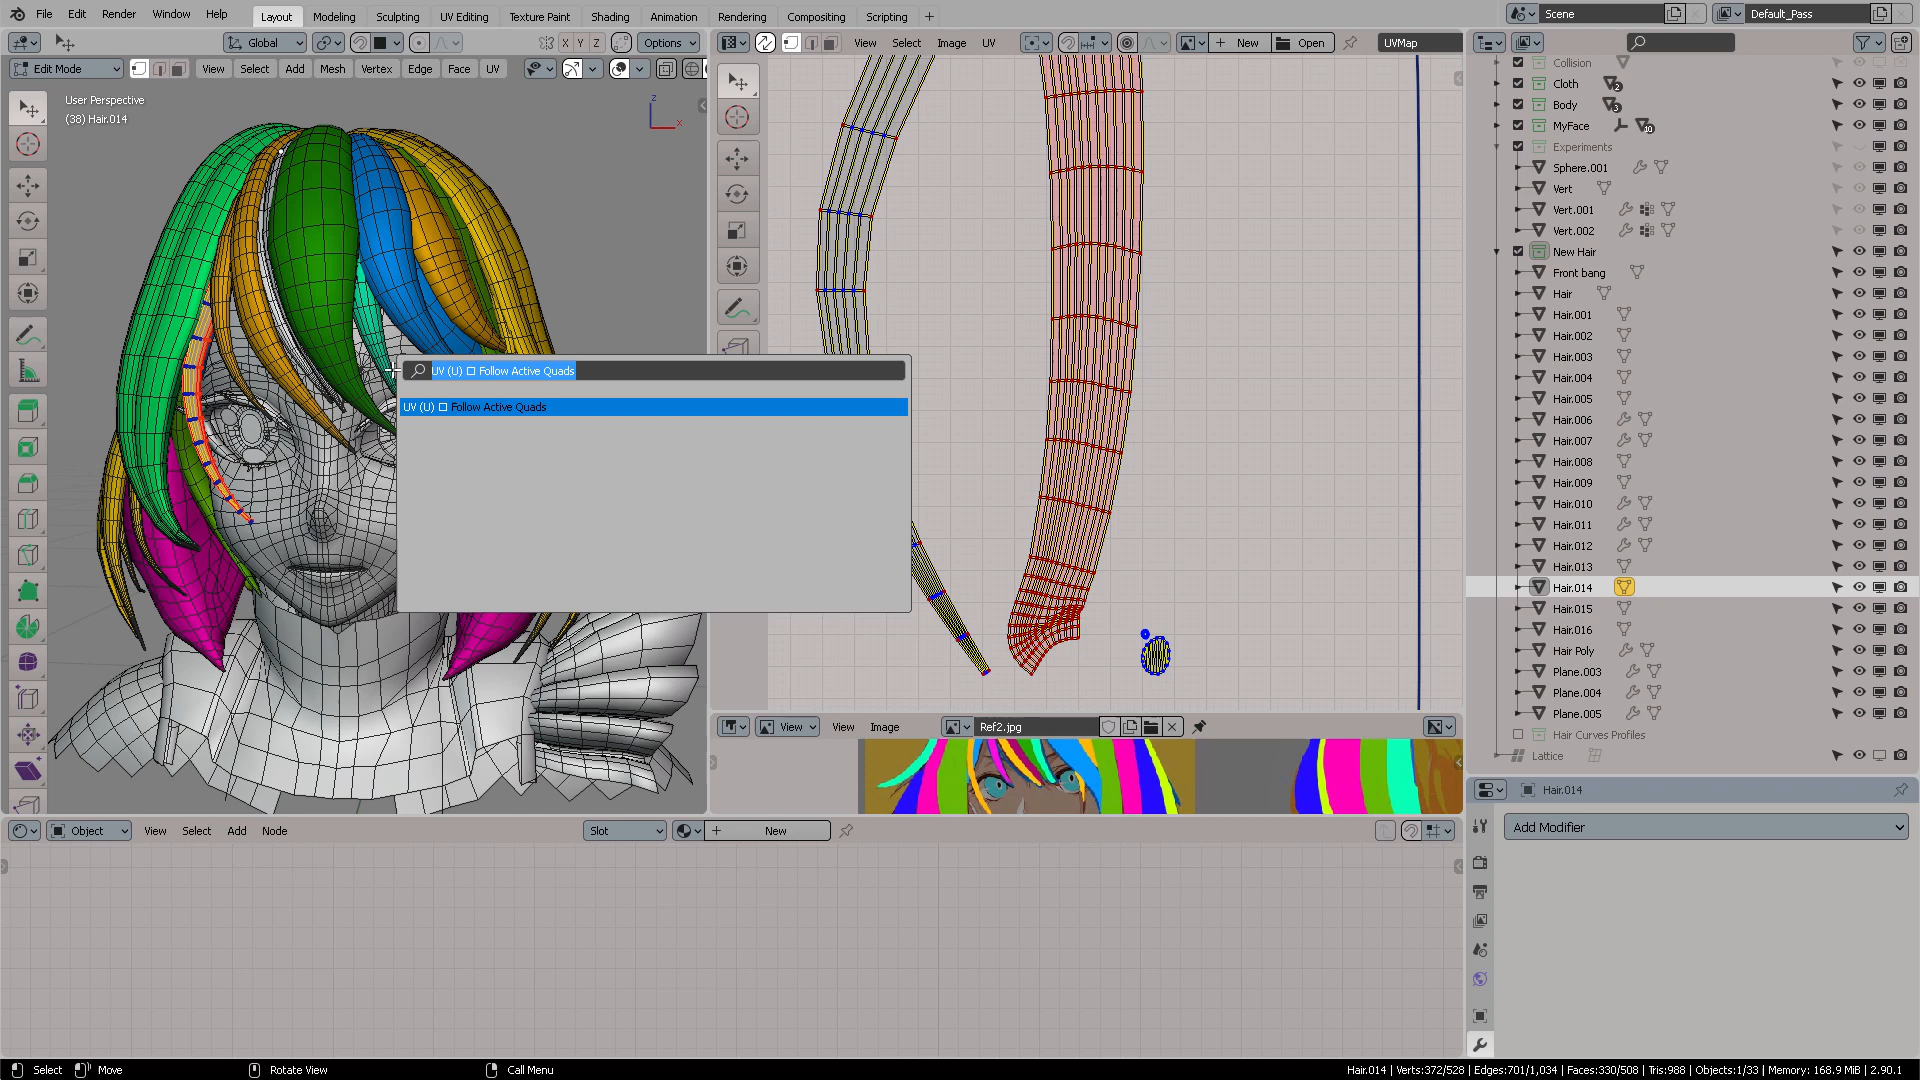 File Edit Render Window Help Layout Modeling Sculpting UV Editing Texture Paint Shading Animation Rendering Compositing Scripting + Scene Default_Pass
Global X Y Z Options View Select Image UV New Open UVMap
Edit Mode View Select Add Mesh Vertex Edge Face UV
User Perspective
(38) Hair.014
Z
X
UV (U) □ Follow Active Quads
UV (U) □ Follow Active Quads
Collision
Cloth 2
Body 3
MyFace 10
Experiments
Sphere.001
Vert
Vert.001
Vert.002
New Hair
Front bang
Hair
Hair.001
Hair.002
Hair.003
Hair.004
Hair.005
Hair.006
Hair.007
Hair.008
Hair.009
Hair.010
Hair.011
Hair.012
Hair.013
Hair.014
Hair.015
Hair.016
Hair Poly
Plane.003
Plane.004
Plane.005
Hair Curves Profiles
Lattice
View View Image Ref2.jpg
Hair.014
Add Modifier
Object View Select Add Node Slot New
Select Move Rotate View Call Menu Hair.014 | Verts:372/528 | Edges:701/1,034 | Faces:330/508 | Tris:988 | Objects:1/33 | Memory: 168.9 MiB | 2.90.1